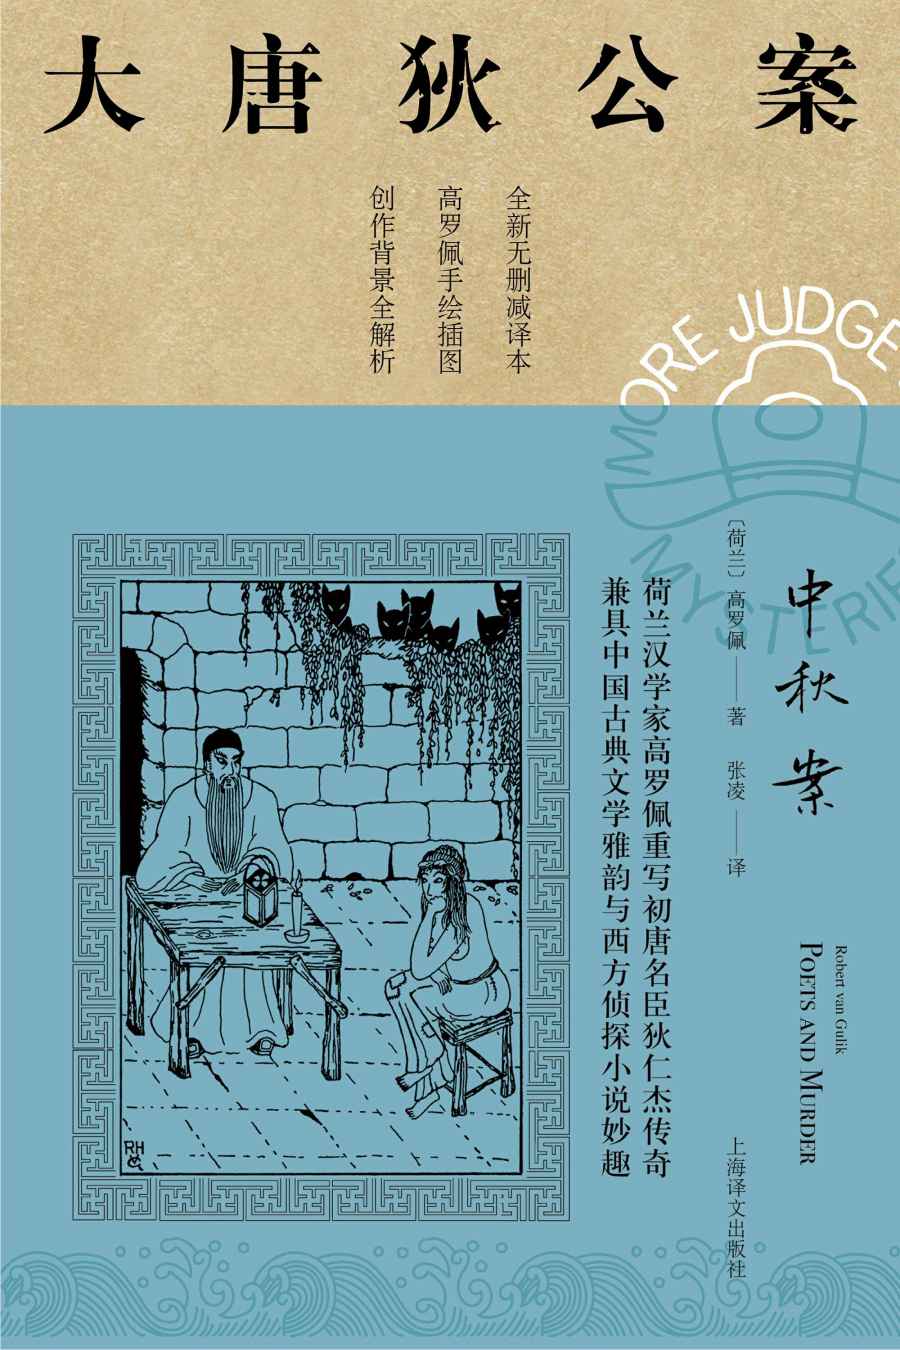 大唐狄公案
全新无删减译本
高罗佩手绘插图
创作背景全解析
MORE JUDGE
MYSTERIE
中秋案
〔荷兰〕高罗佩——著 张凌——译
荷兰汉学家高罗佩重写初唐名臣狄仁杰传奇
兼具中国古典文学雅韵与西方侦探小说妙趣
Robert van Gulik
POETS AND MURDER
上海译文出版社
RH